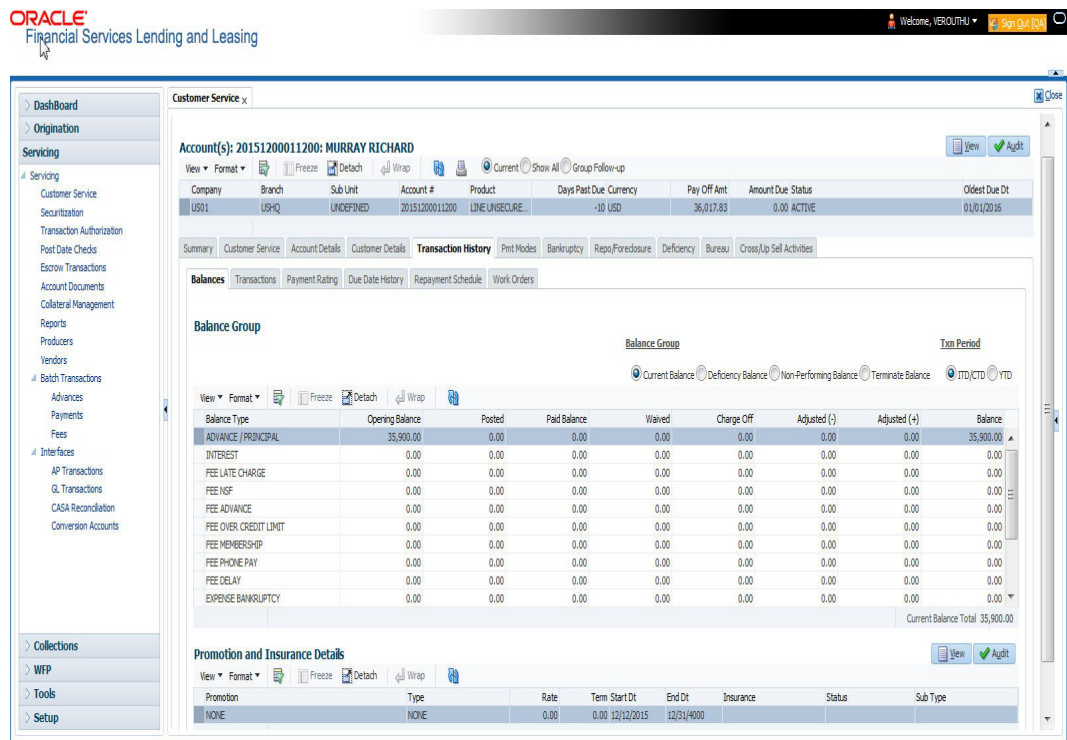 ORACLE
Welcome, VEROUTHU
Sign Out [QA]
Financial Services Lending and Leasing
Close
DashBoard
Origination
Servicing
Servicing
Customer Service
Securitization
Transaction Authorization
Post Date Checks
Escrow Transactions
Account Documents
Collateral Management
Reports
Producers
Vendors
Batch Transactions
Advances
Payments
Fees
Interfaces
AP Transactions
GL Transactions
CASA Reconciliation
Conversion Accounts
Collections
WFP
Tools
Setup
Customer Service x
Account(s): 20151200011200: MURRAY RICHARD
View Audit
View Format Freeze Detach Wrap Current Show All Group Follow-up
Company Branch Sub Unit Account # Product Days Past Due Currency Pay Off Amt Amount Due Status Oldest Due Dt
US01 USHQ UNDEFINED 20151200011200 LINE UNSECURE... -10 USD 36,017.83 0.00 ACTIVE 01/01/2016
Summary Customer Service Account Details Customer Details Transaction History Pmt Modes Bankruptcy Repo/Foreclosure Deficiency Bureau Cross/Up Sell Activities
Balances Transactions Payment Rating Due Date History Repayment Schedule Work Orders
Balance Group
Balance Group Txn Period
Current Balance Deficiency Balance Non-Performing Balance Terminate Balance ITD/CTD YTD
View Format Freeze Detach Wrap
Balance Type Opening Balance Posted Paid Balance Waived Charge Off Adjusted (-) Adjusted (+) Balance
ADVANCE / PRINCIPAL 35,900.00 0.00 0.00 0.00 0.00 0.00 0.00 35,900.00
INTEREST 0.00 0.00 0.00 0.00 0.00 0.00 0.00 0.00
FEE LATE CHARGE 0.00 0.00 0.00 0.00 0.00 0.00 0.00 0.00
FEE NSF 0.00 0.00 0.00 0.00 0.00 0.00 0.00 0.00
FEE ADVANCE 0.00 0.00 0.00 0.00 0.00 0.00 0.00 0.00
FEE OVER CREDIT LIMIT 0.00 0.00 0.00 0.00 0.00 0.00 0.00 0.00
FEE MEMBERSHIP 0.00 0.00 0.00 0.00 0.00 0.00 0.00 0.00
FEE PHONE PAY 0.00 0.00 0.00 0.00 0.00 0.00 0.00 0.00
FEE DELAY 0.00 0.00 0.00 0.00 0.00 0.00 0.00 0.00
EXPENSE BANKRUPTCY 0.00 0.00 0.00 0.00 0.00 0.00 0.00 0.00
Current Balance Total 35,900.00
Promotion and Insurance Details
View Audit
View Format Freeze Detach Wrap
Promotion Type Rate Term Start Dt End Dt Insurance Status Sub Type
NONE NONE 0.00 0.00 12/12/2015 12/31/4000